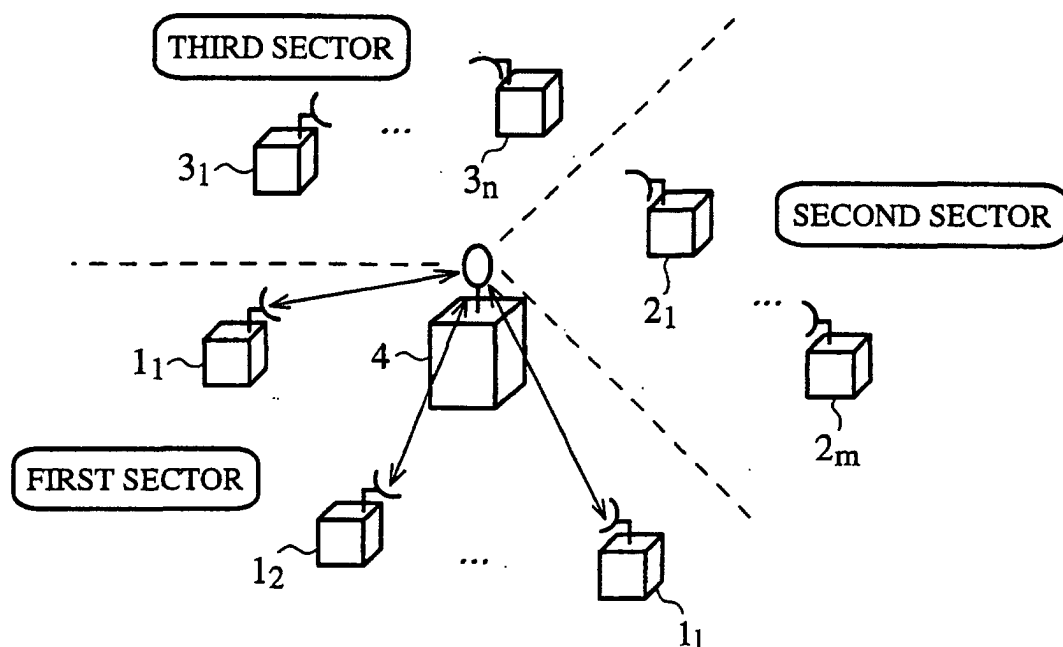 THIRD SECTOR
...
3₁
3ₙ
SECOND SECTOR
2₁
...
4
1₁
2ₘ
FIRST SECTOR
1₂
...
1ₗ